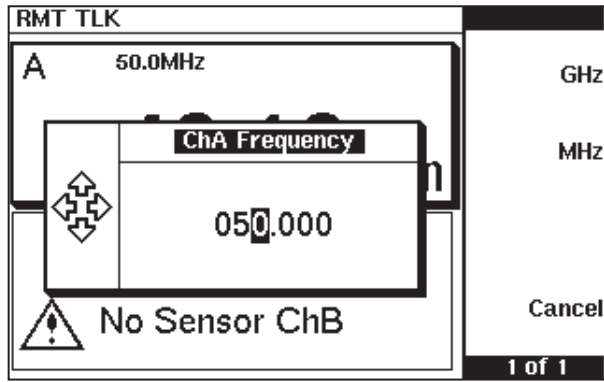 RMT TLK
A
50.0MHz
GHz
ChA Frequency
MHz
050.000
No Sensor ChB
Cancel
1 of 1